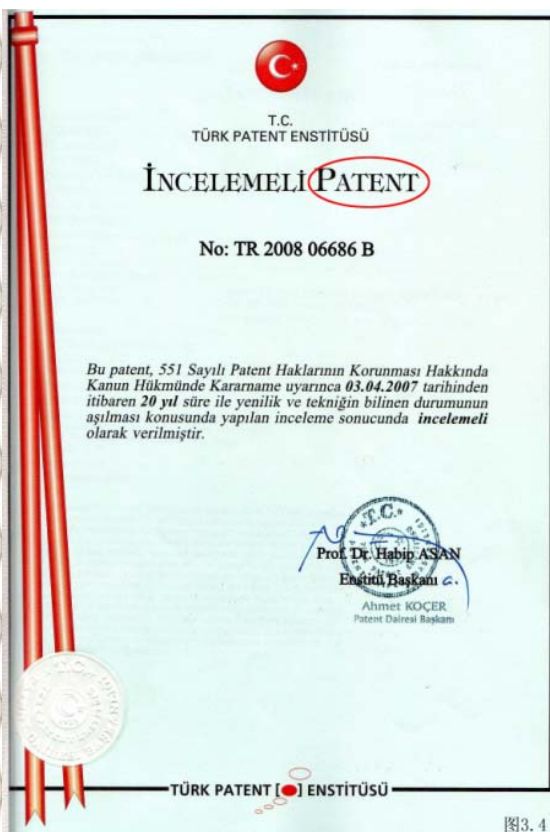 T.C.
TÜRK PATENT ENSTİTÜSÜ
İNCELEMELİ PATENT
No: TR 2008 06686 B
Bu patent, 551 Sayılı Patent Haklarının Korunması Hakkında
Kanun Hükmünde Kararname uyarınca 03.04.2007 tarihinden
itibaren 20 yıl süre ile yenilik ve tekniğin bilinen durumunun
aşılması konusunda yapılan inceleme sonucunda incelemeli
olarak verilmiştir.
T.C.
Prof. Dr. Habip ASAN
Enstitü Başkanı
Ahmet KOÇER
Patent Dairesi Başkanı
T.C.
TÜRK PATENT [ ] ENSTİTÜSÜ
图3.4